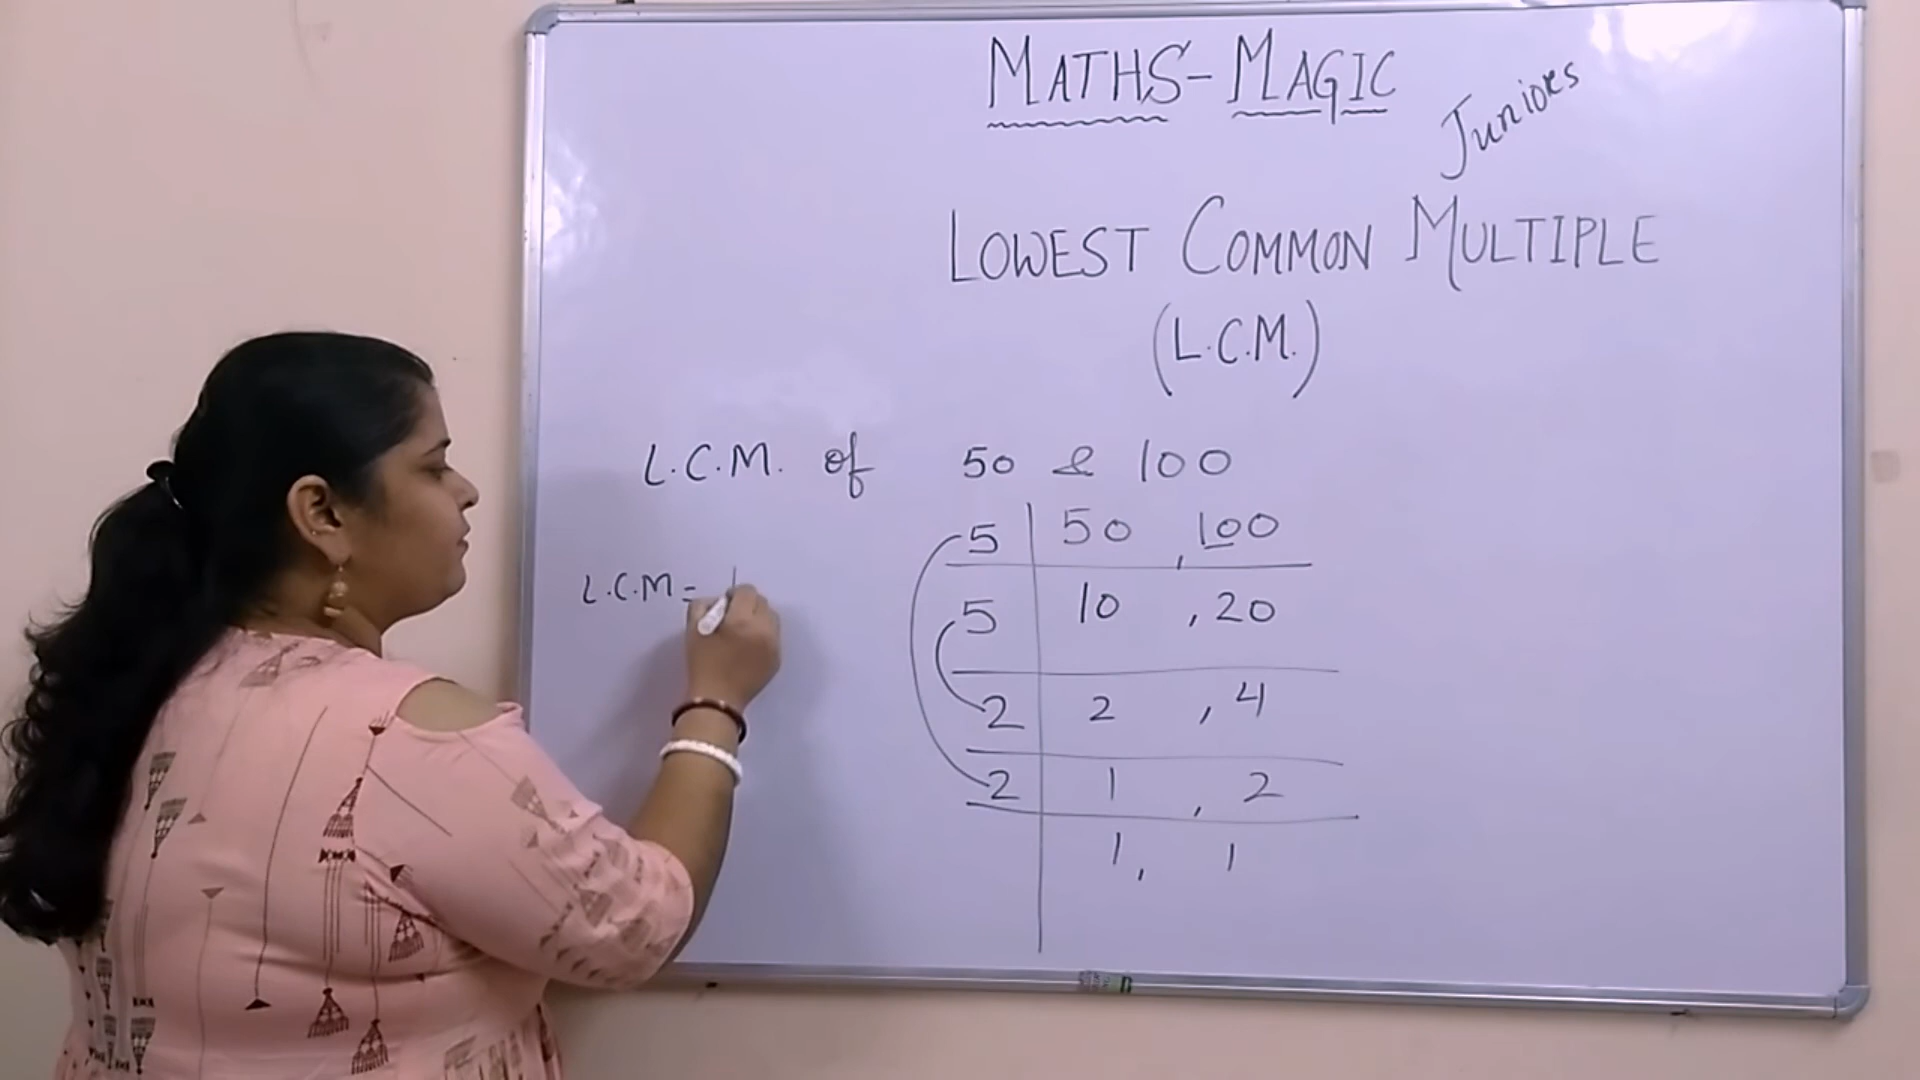 MATHS-MAGIC
Juniors
LOWEST COMMON MULTIPLE
(L.C.M.)
L.C.M. of 50 & 100
5 50, 100
L.C.M =
5 10, 20
2 2, 4
2 1, 2
1, 1